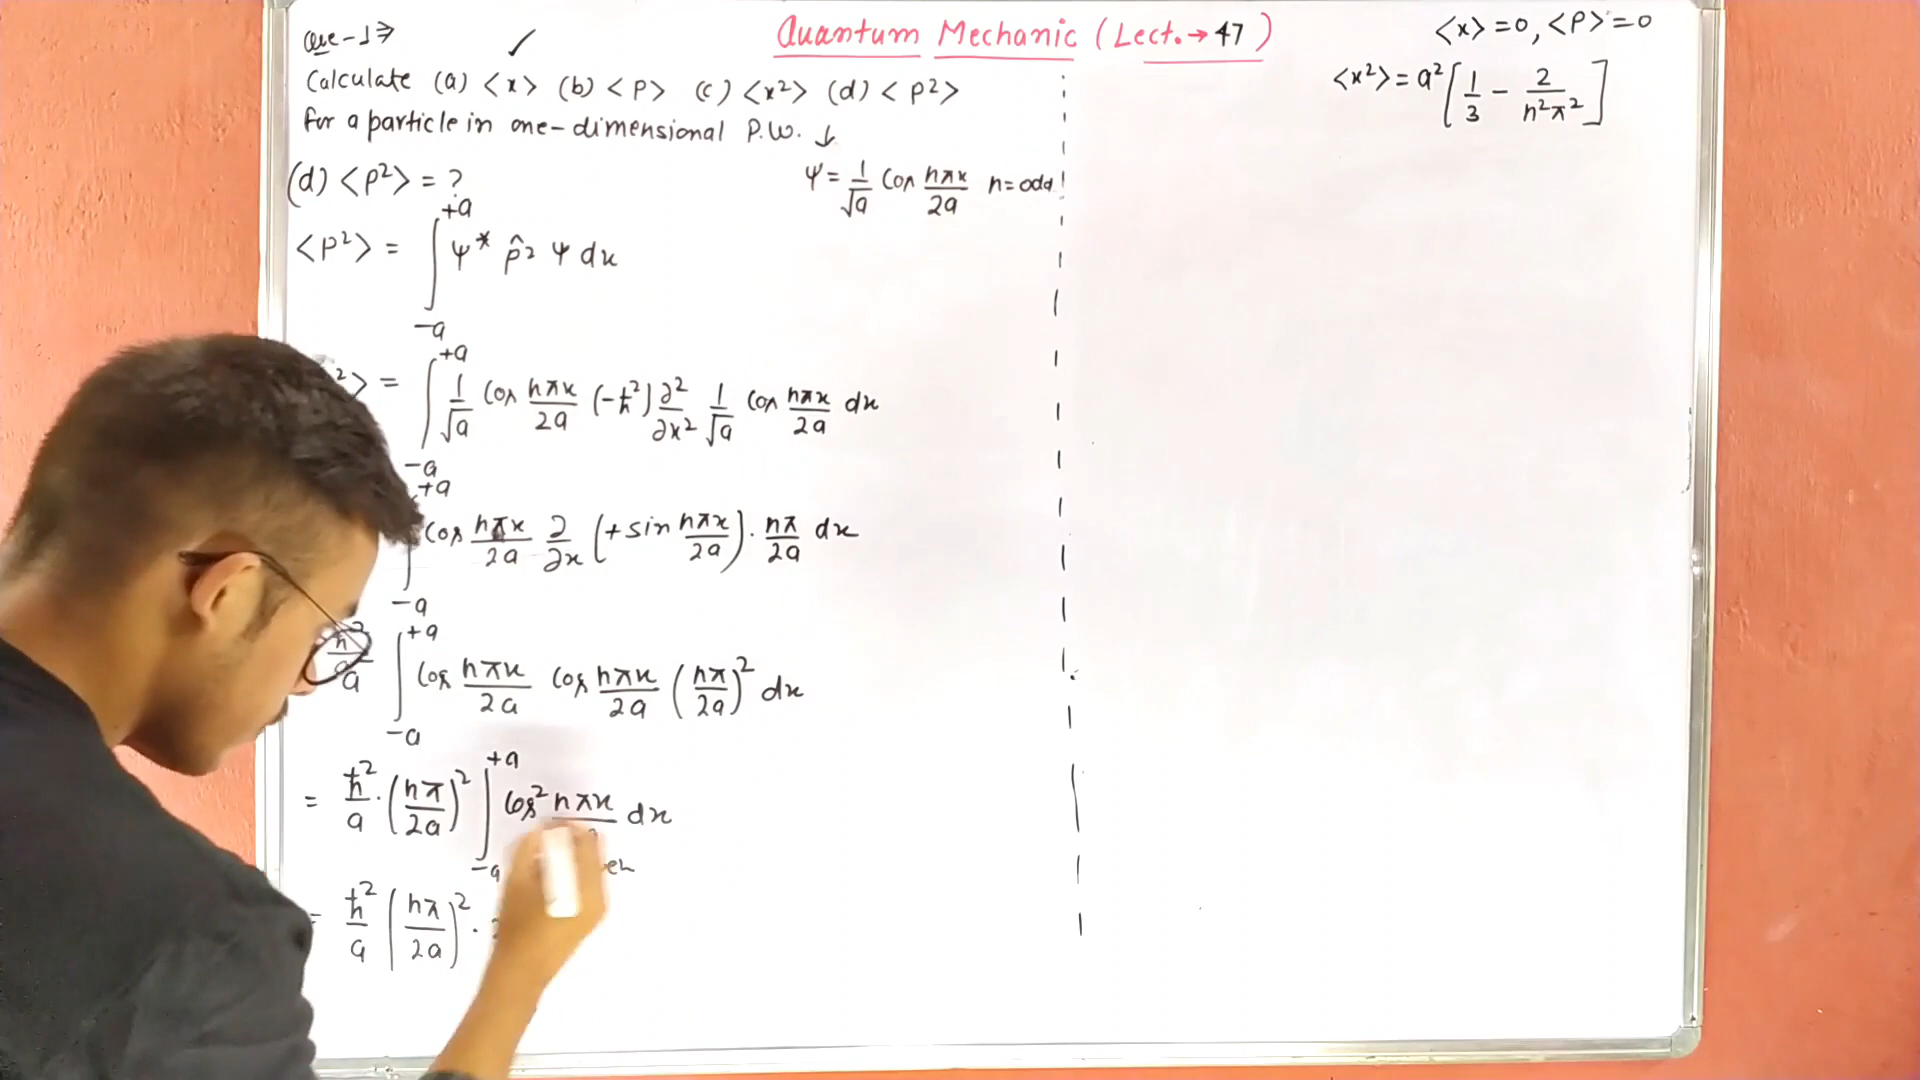 Que-1⇒ ✓
Quantum Mechanic (Lect.→47)
Calculate (a) <x> (b) <P> (c) <x²> (d) <P²>
for a particle in one-dimensional P.W. ↓
(d) <P²> = ?
ψ = 1/√a Cos nπx/2a n=odd
<P²> = ∫_{-a}^{+a} ψ* p̂² ψ dx
²> = ∫_{-a}^{+a} 1/√a Cos nπx/2a (-ħ²) ∂²/∂x² 1/√a Cos nπx/2a dx
∫_{-a}^{+a} Cos nπx/2a ∂/∂x (+sin nπx/2a) · nπ/2a dx
ħ²/a ∫_{-a}^{+a} Cos nπx/2a Cos nπx/2a (nπ/2a)² dx
= ħ²/a · (nπ/2a)² ∫_{-a}^{+a} Cos² nπx dx
= ħ²/a (nπ/2a)² ·
<x> = 0, <P> = 0
<x²> = a² [1/3 - 2/n²π²]